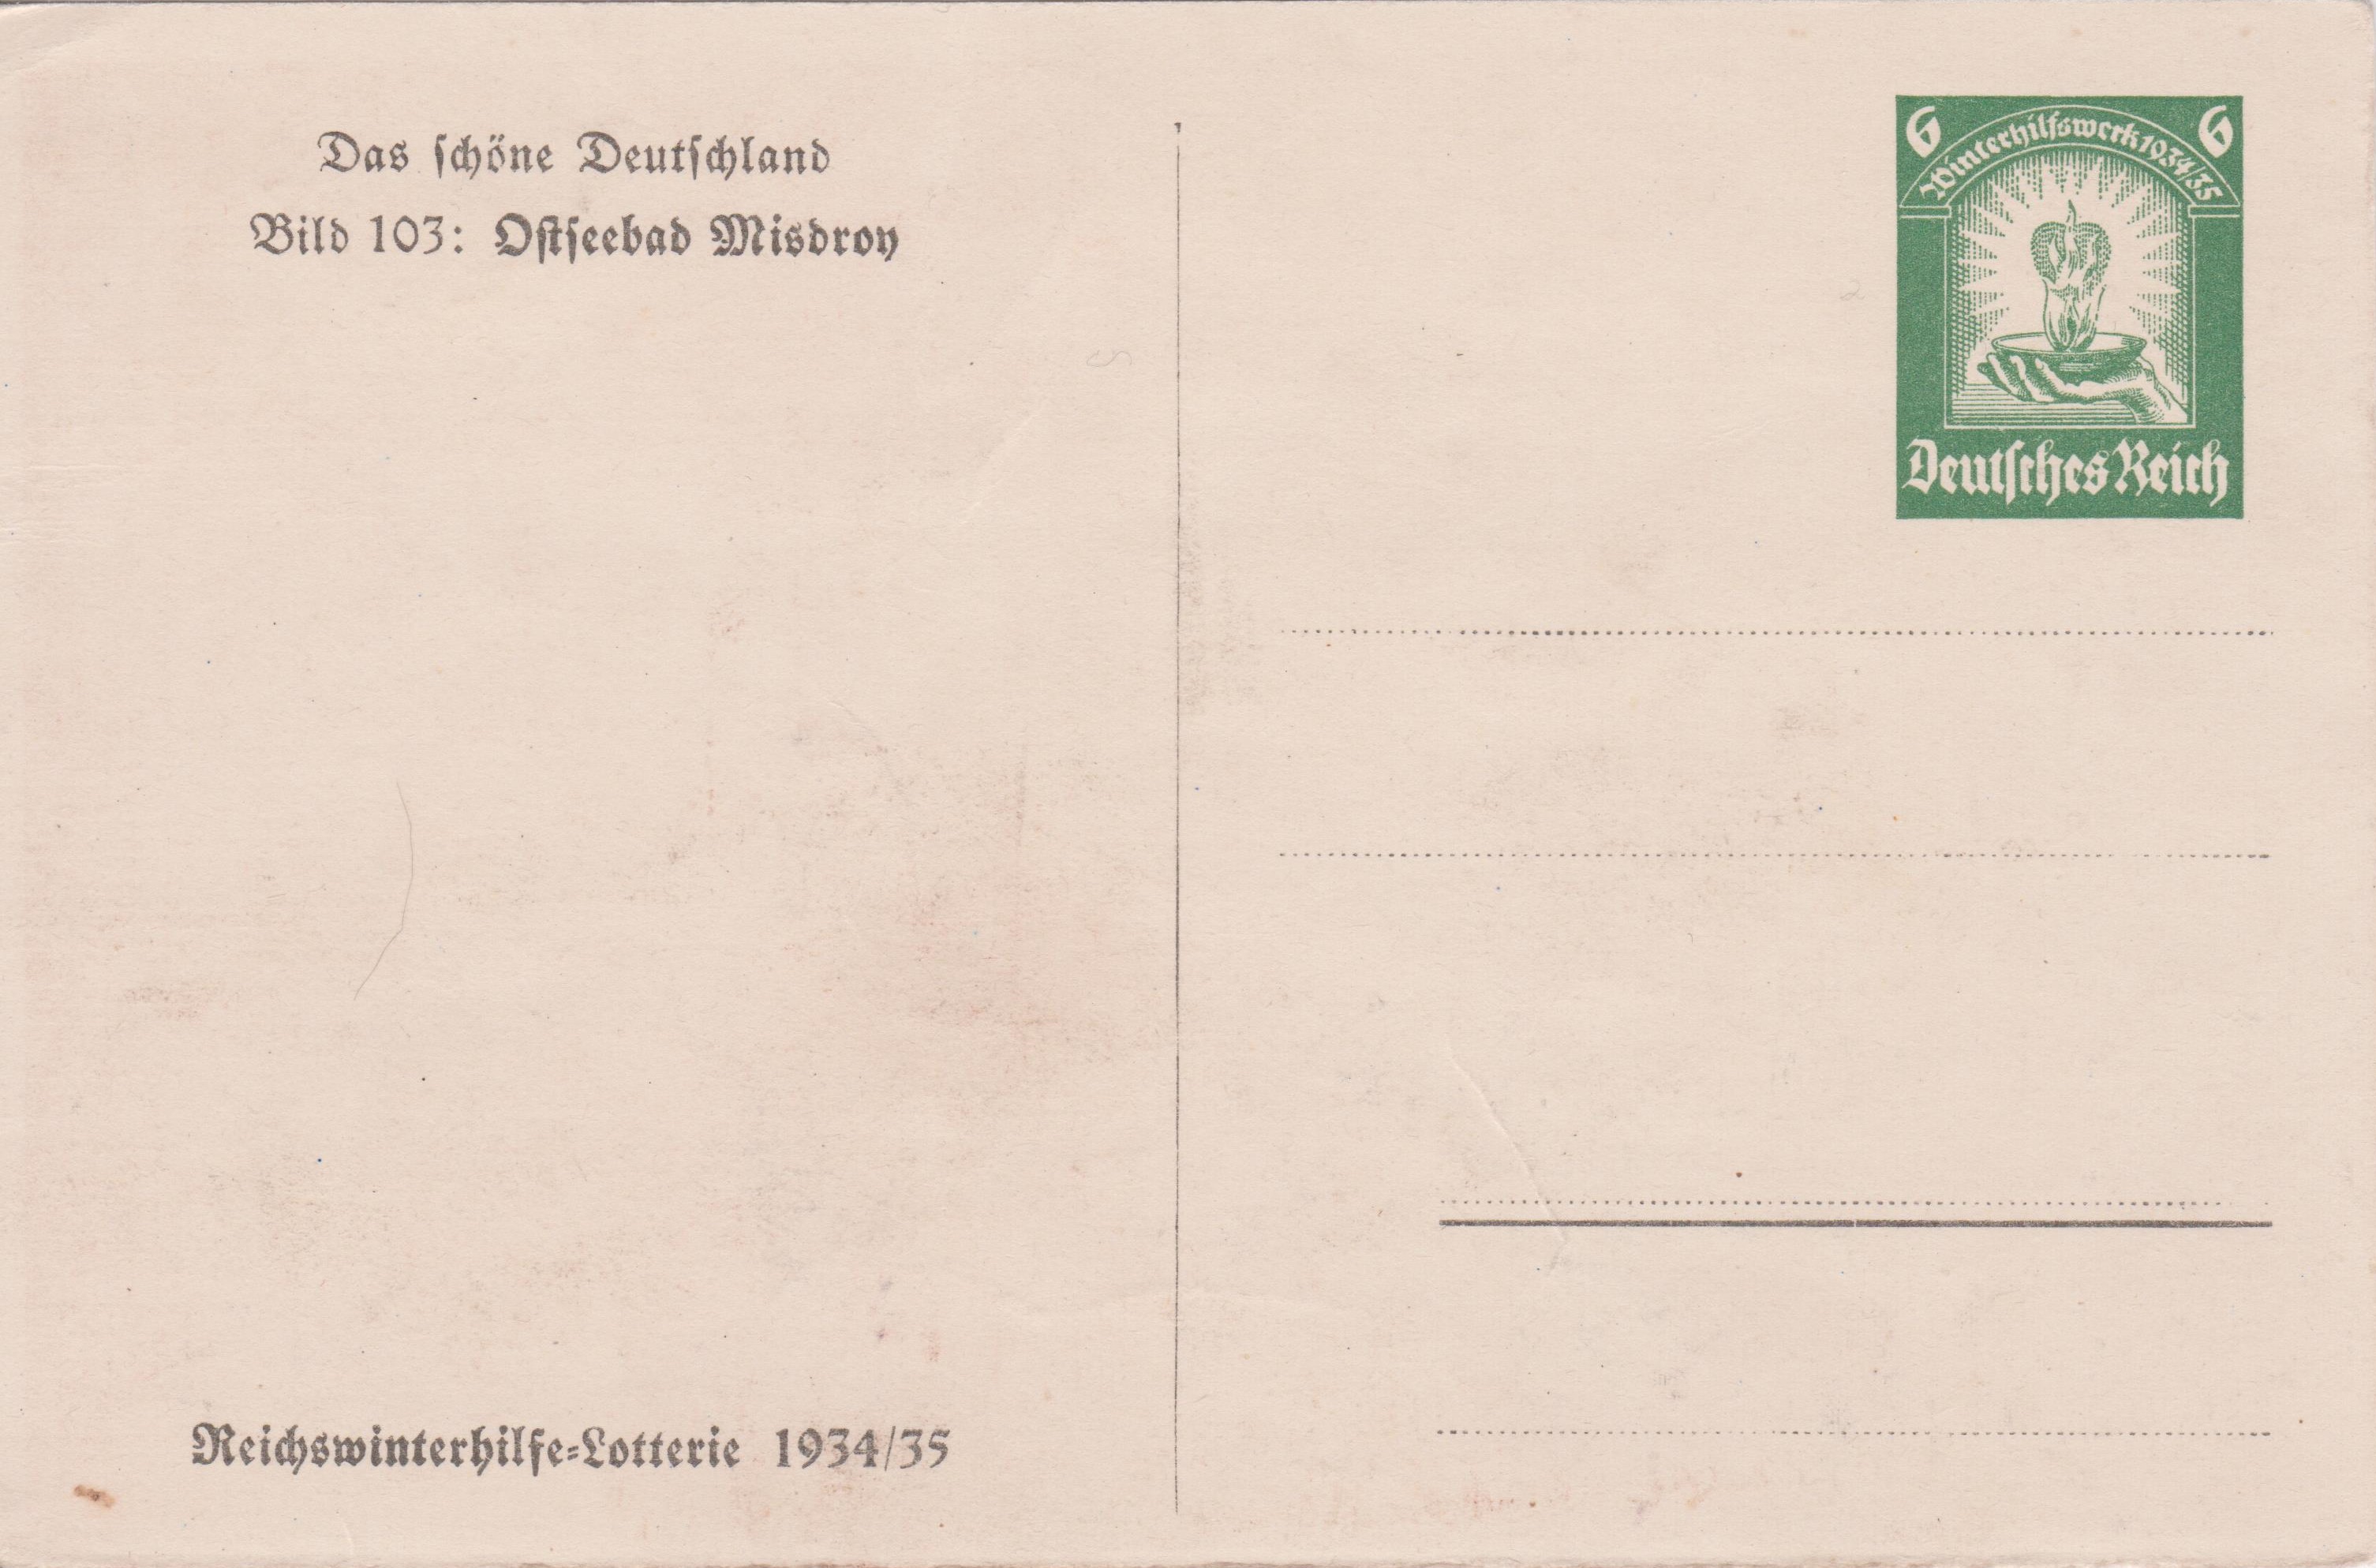 Das schöne Deutschland
Bild 103: Ostseebad Misdroy
6 Winterhilfswerk 1934/35 6
Deutsches Reich
Reichswinterhilfe=Lotterie 1934/35